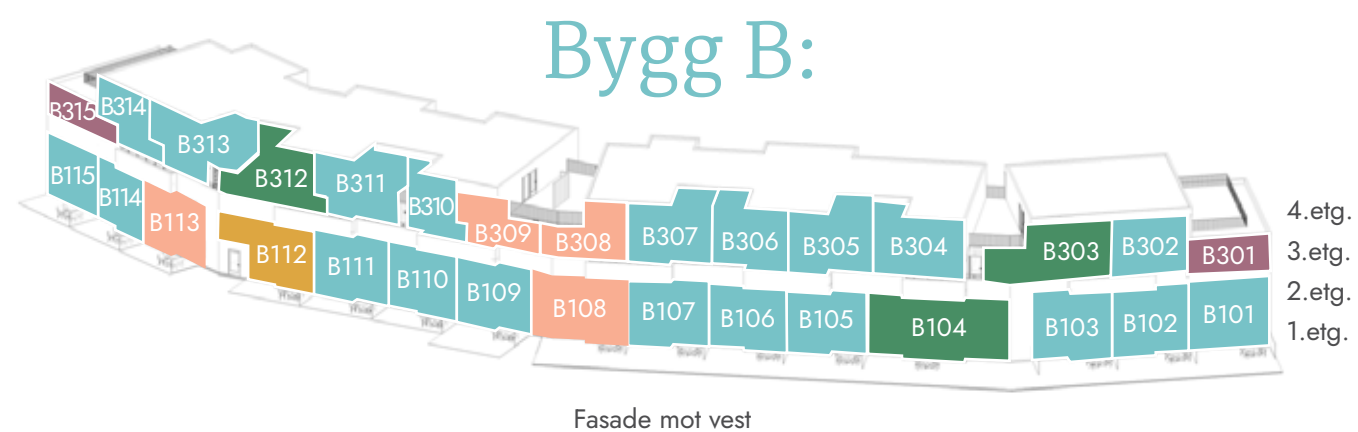 Bygg B:
B315
B314
B313
B312
B311
B310
B309
B308
B307
B306
B305
B304
B303
B302
B301
B115
B114
B113
B112
B111
B110
B109
B108
B107
B106
B105
B104
B103
B102
B101
4.etg.
3.etg.
2.etg.
1.etg.
Fasade mot vest